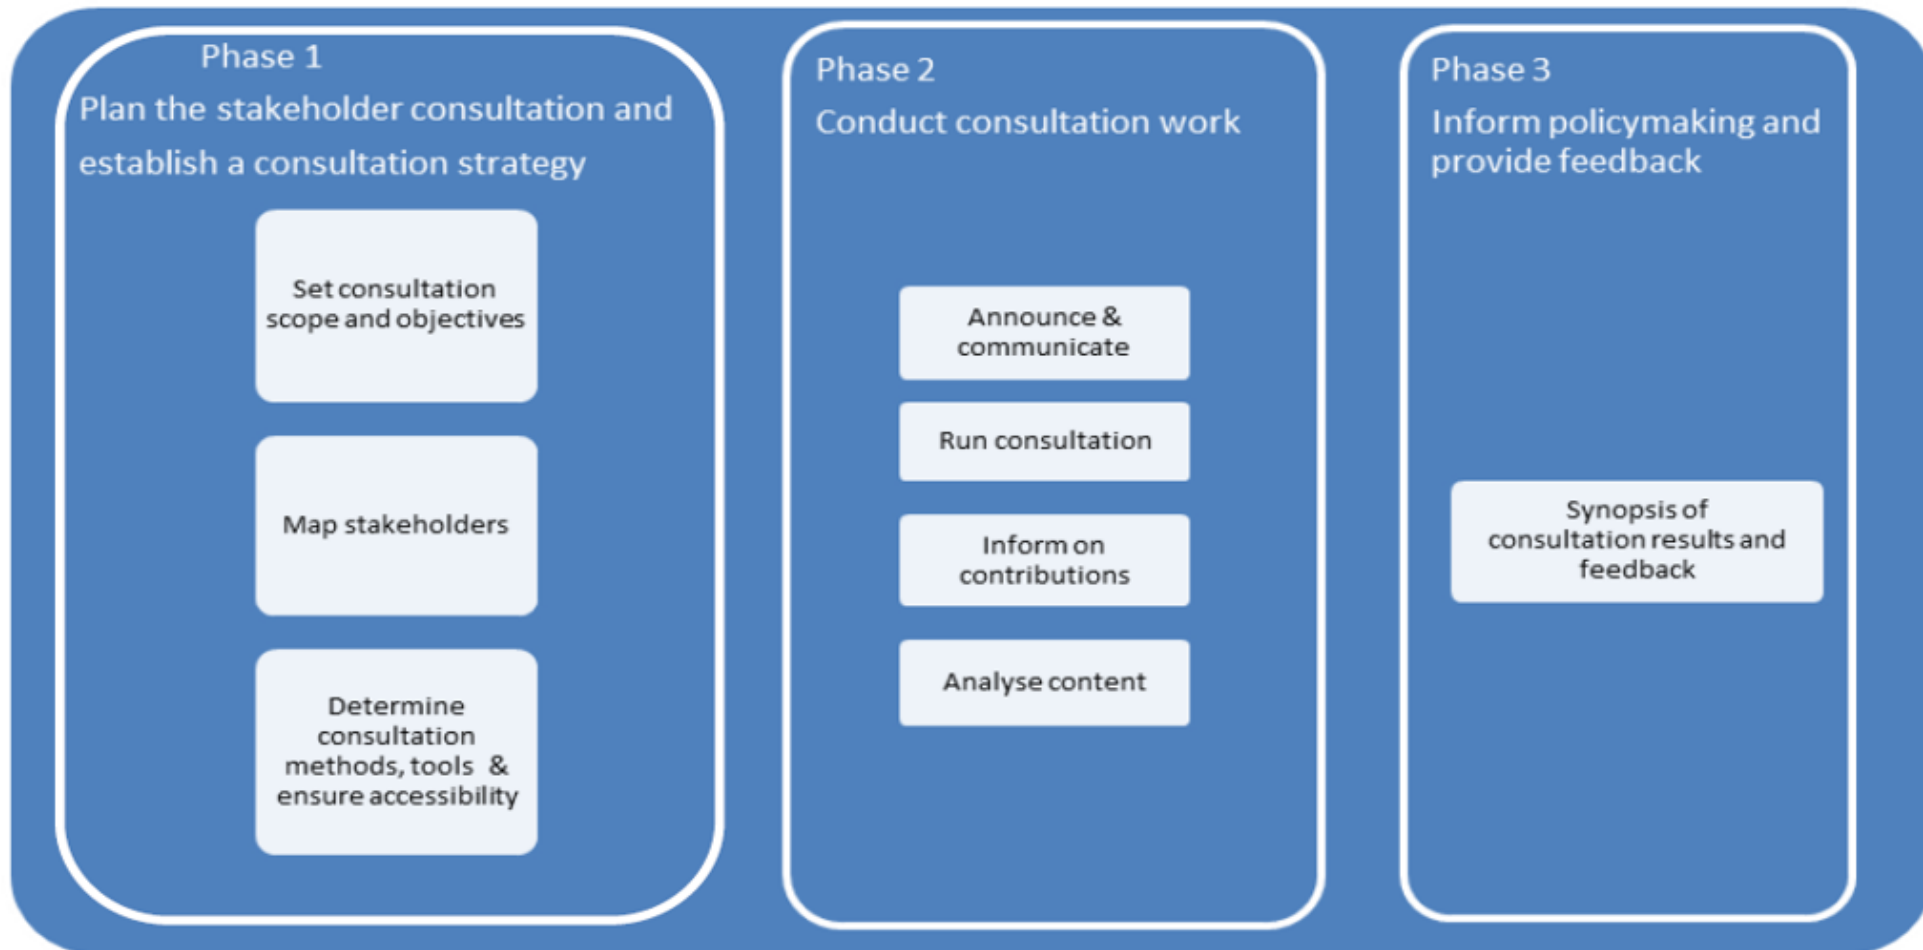 Phase 1
Plan the stakeholder consultation and
establish a consultation strategy
Set consultation
scope and objectives
Map stakeholders
Determine
consultation
methods, tools &
ensure accessibility
Phase 2
Conduct consultation work
Announce &
communicate
Run consultation
Inform on
contributions
Analyse content
Phase 3
Inform policymaking and
provide feedback
Synopsis of
consultation results and
feedback